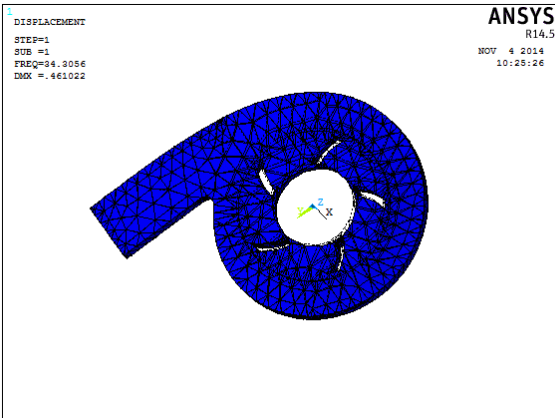 1
DISPLACEMENT
STEP=1
SUB =1
FREQ=34.3056
DMX =.461022
ANSYS
R14.5
NOV 4 2014
10:25:26
Y Z X